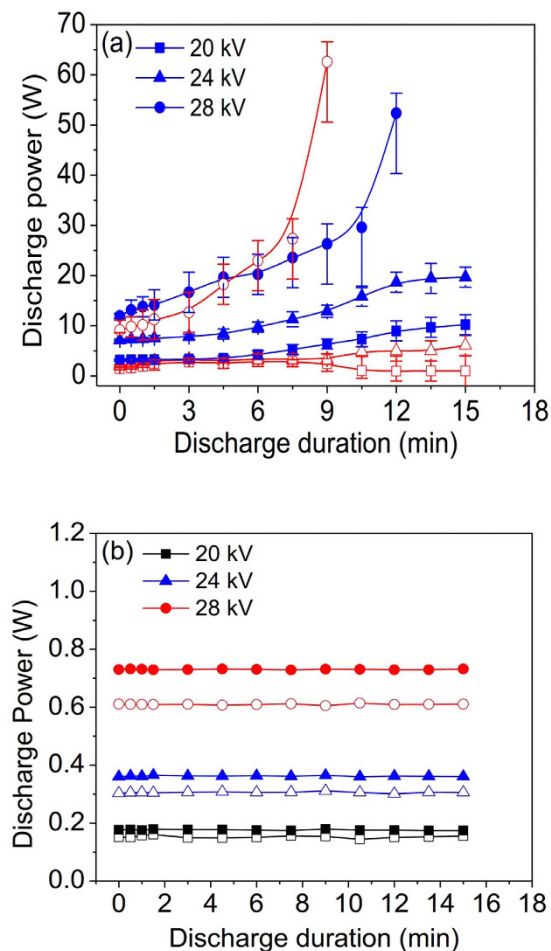 (a)
20 kV
24 kV
28 kV
Discharge power (W)
70
60
50
40
30
20
10
0
0 3 6 9 12 15 18
Discharge duration (min)
(b)
20 kV
24 kV
28 kV
Discharge Power (W)
1.2
1.0
0.8
0.6
0.4
0.2
0.0
0 2 4 6 8 10 12 14 16 18
Discharge duration (min)